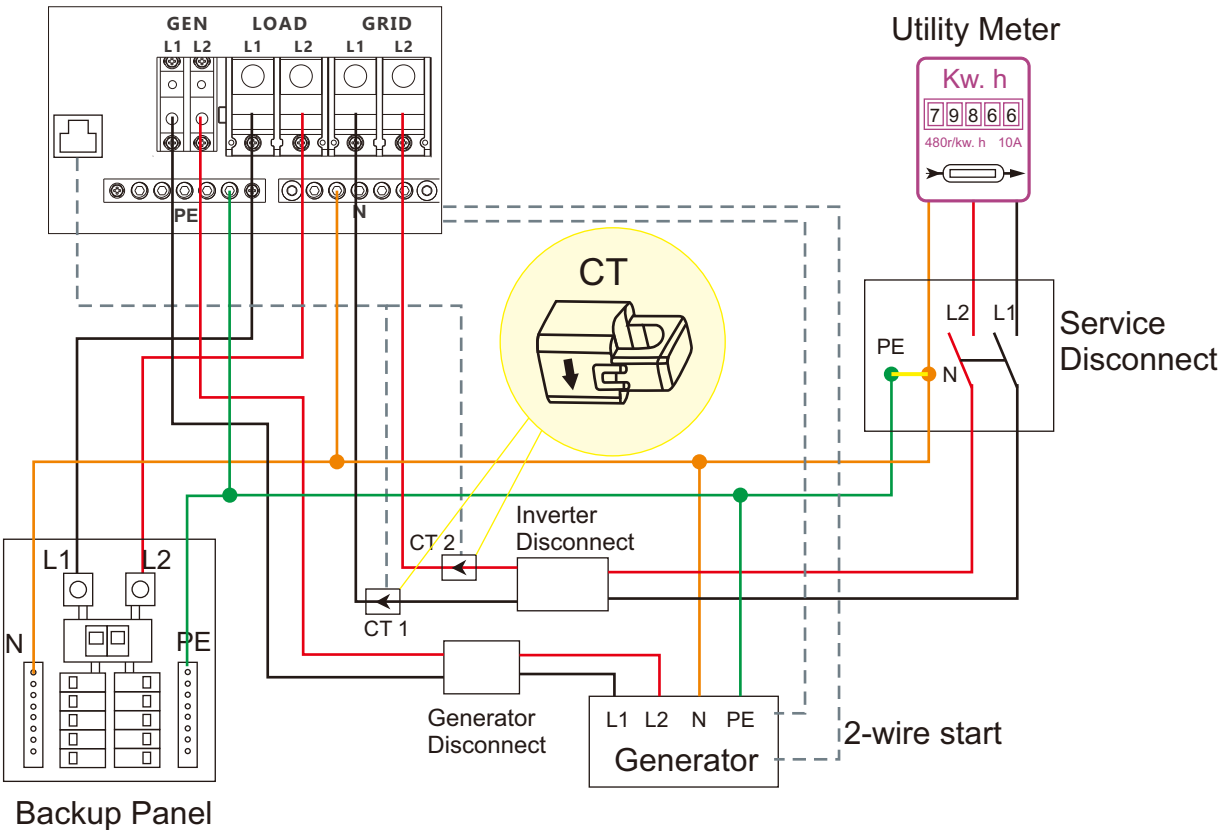 GEN LOAD GRID
L1 L2 L1 L2 L1 L2
PE N
Utility Meter
Kw. h
79866
480r/kw. h 10A
CT
L2 L1
PE
N
Service
Disconnect
CT 2
CT 1
Inverter
Disconnect
L1 L2
N PE
Backup Panel
Generator
Disconnect
L1 L2 N PE
Generator
2-wire start